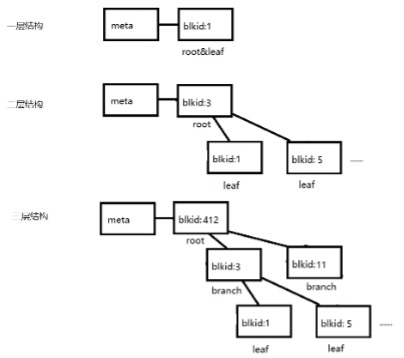 一层结构
meta
blkid:1
root&leaf
二层结构
meta
blkid:3
root
blkid:1
blkid: 5
......
leaf
leaf
三层结构
meta
blkid:412
root
blkid:3
blkid:11
branch
branch
blkid:1
blkid: 5
......
leaf
leaf